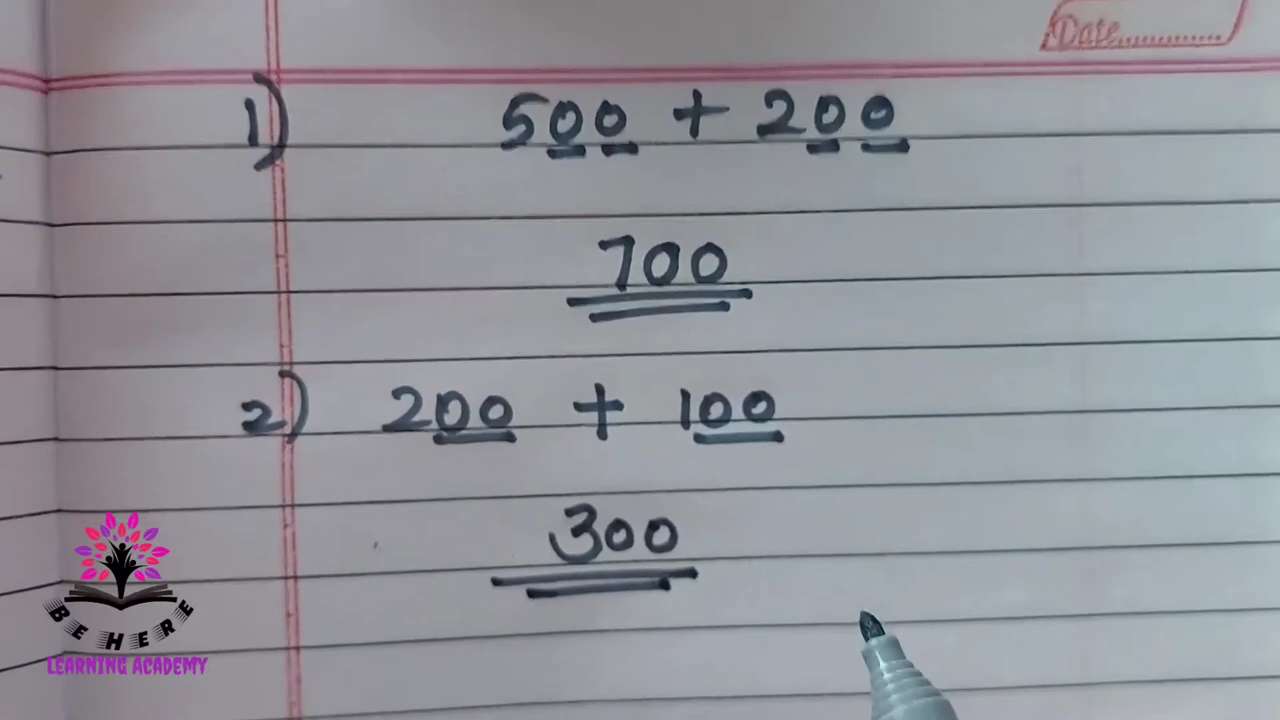 Date.............
1) 500 + 200
700
2) 200 + 100
300
BE HERE
LEARNING ACADEMY